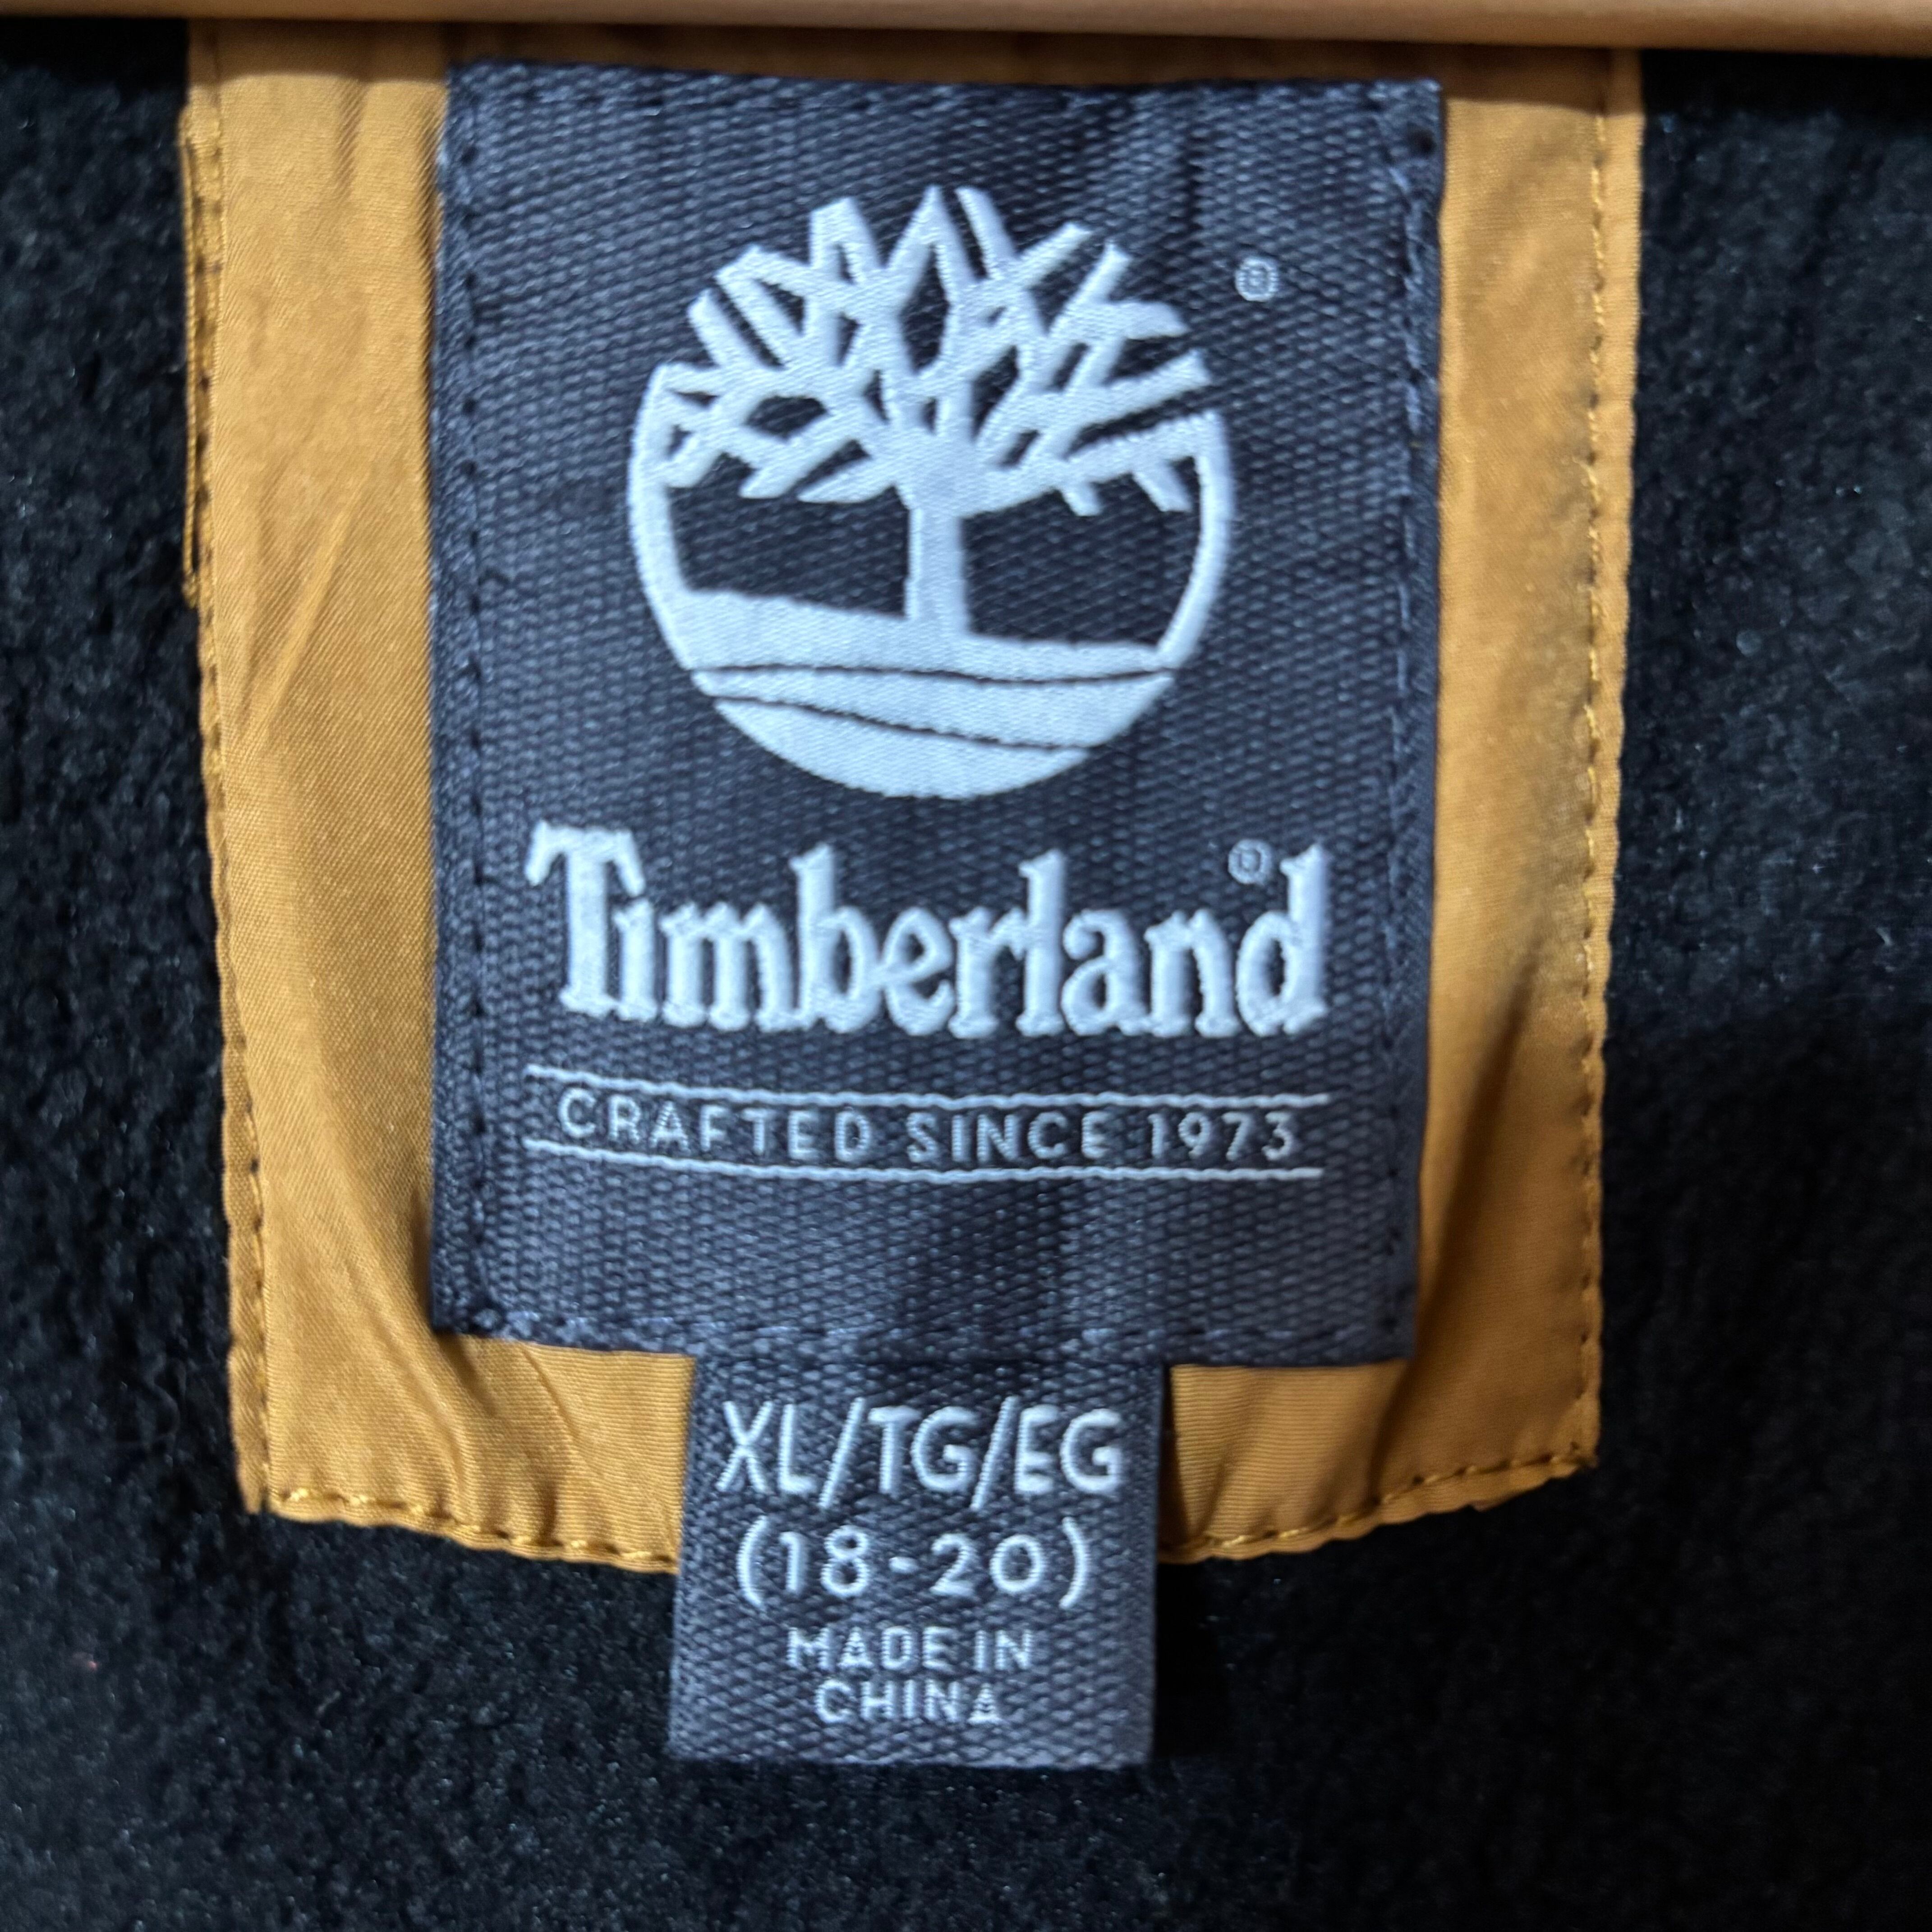 ®
Timberland®
CRAFTED SINCE 1973
XL/TG/EG
(18-20)
MADE IN
CHINA